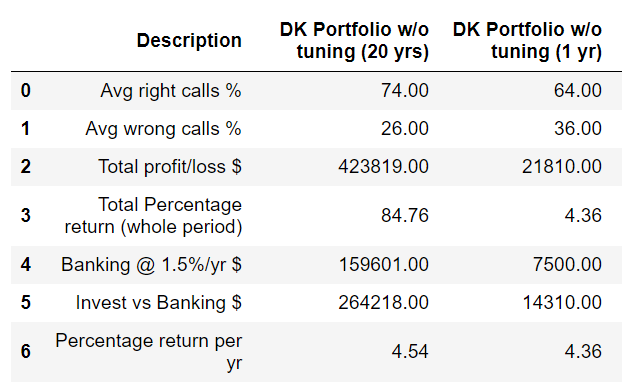 Description DK Portfolio w/o tuning (20 yrs) DK Portfolio w/o tuning (1 yr)
0 Avg right calls % 74.00 64.00
1 Avg wrong calls % 26.00 36.00
2 Total profit/loss $ 423819.00 21810.00
3 Total Percentage return (whole period) 84.76 4.36
4 Banking @ 1.5%/yr $ 159601.00 7500.00
5 Invest vs Banking $ 264218.00 14310.00
6 Percentage return per yr 4.54 4.36